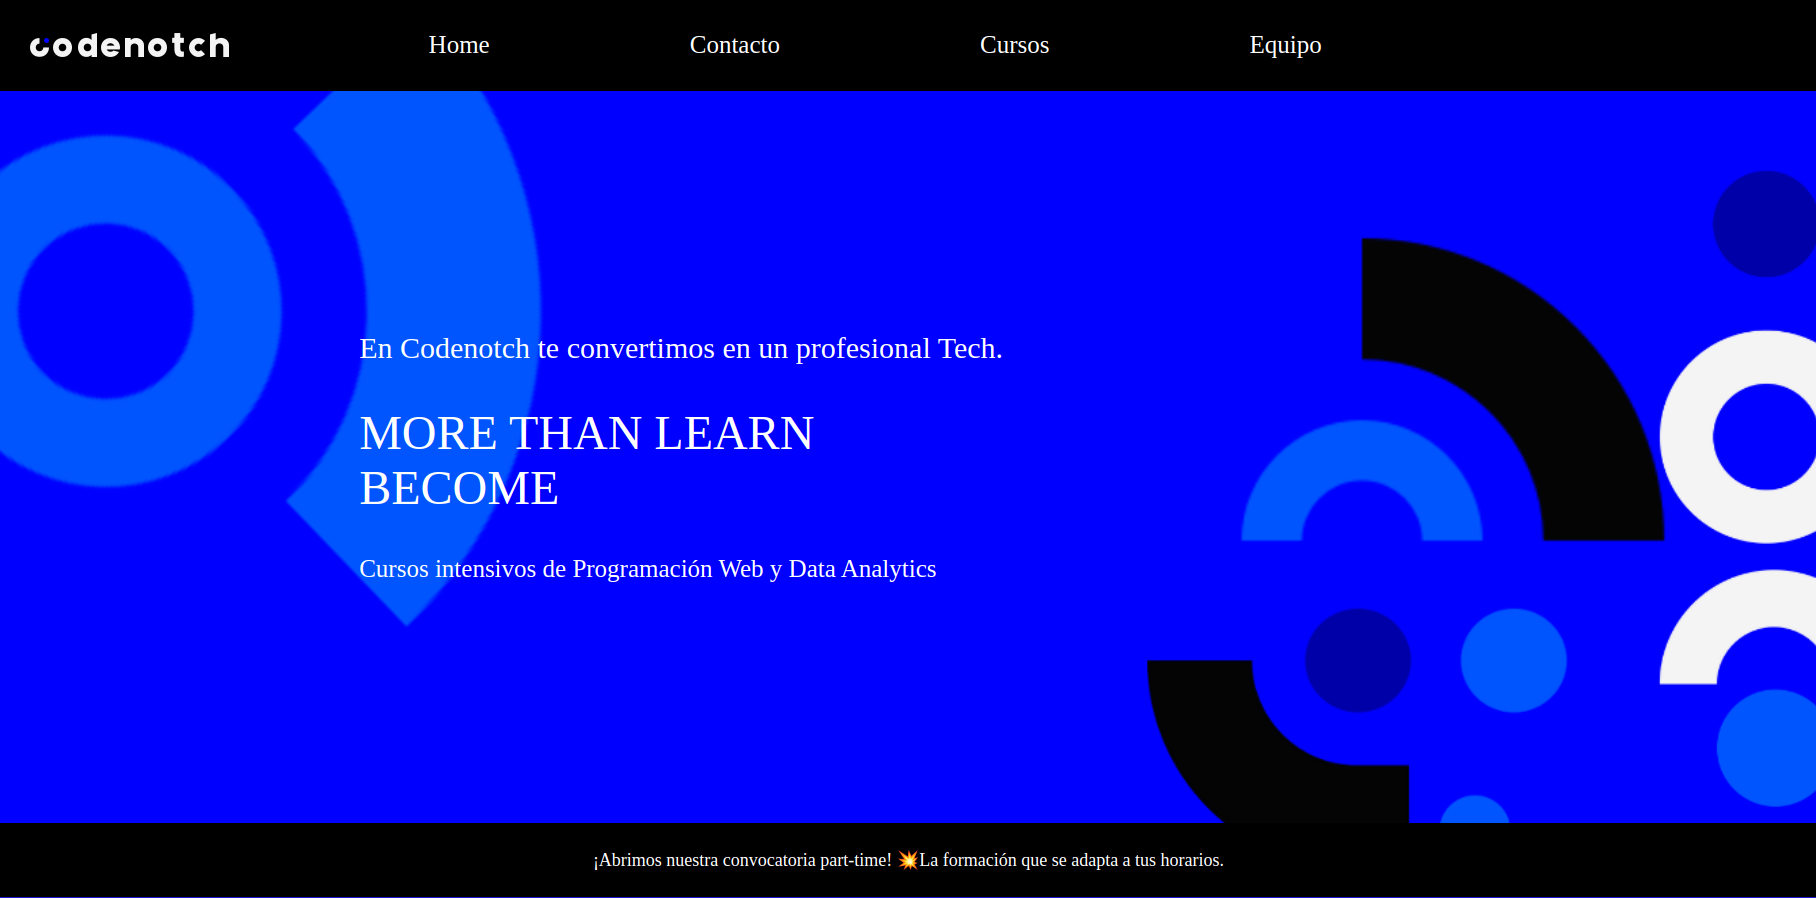 codenotch
Home
Contacto
Cursos
Equipo
En Codenotch te convertimos en un profesional Tech.
MORE THAN LEARN
BECOME
Cursos intensivos de Programación Web y Data Analytics
¡Abrimos nuestra convocatoria part-time! 💥La formación que se adapta a tus horarios.